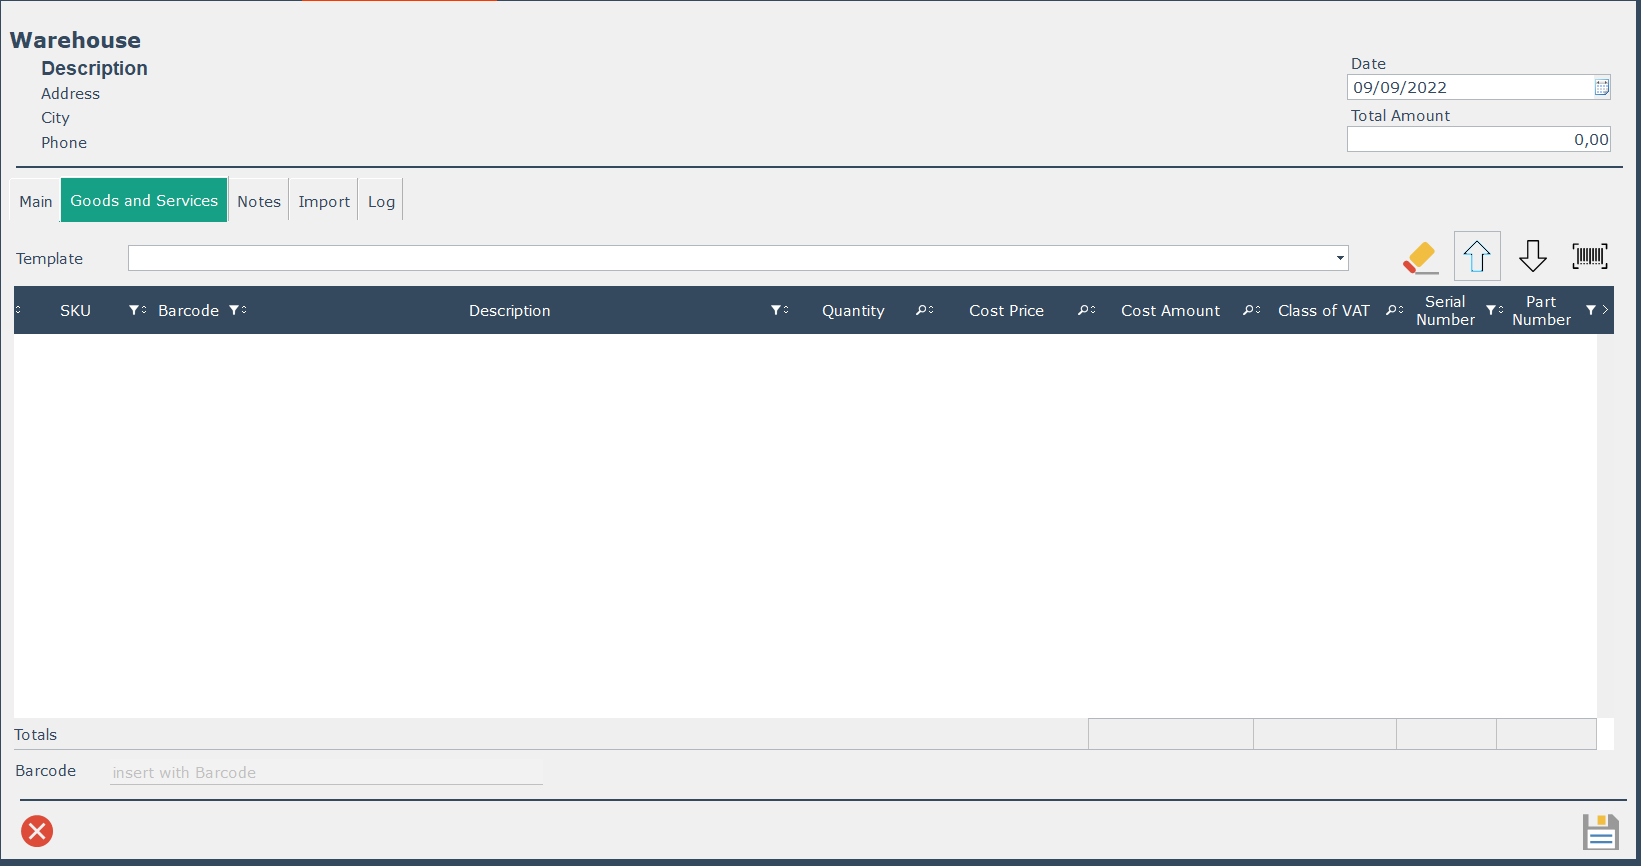 Warehouse
Description
Address
City
Phone
Date
09/09/2022
Total Amount
0,00
Main Goods and Services Notes Import Log
Template
SKU Barcode Description Quantity Cost Price Cost Amount Class of VAT Serial Number Part Number
Totals
Barcode insert with Barcode